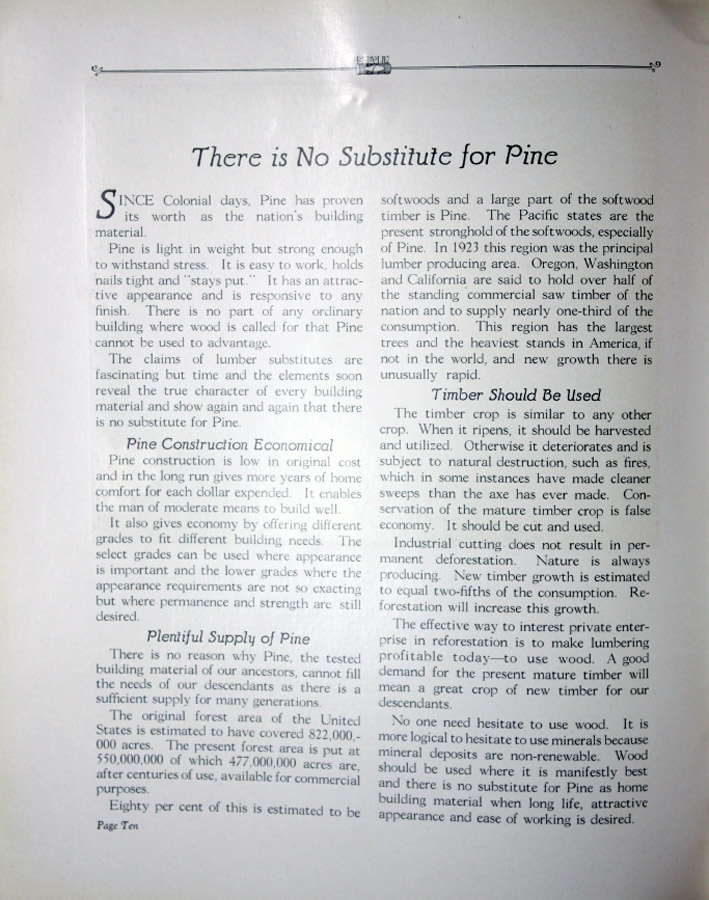 There is No Substitute for Pine
SINCE Colonial days, Pine has proven
its worth as the nation's building
material.
Pine is light in weight but strong enough
to withstand stress. It is easy to work, holds
nails tight and "stays put." It has an attrac-
tive appearance and is responsive to any
finish. There is no part of any ordinary
building where wood is called for that Pine
cannot be used to advantage.
The claims of lumber substitutes are
fascinating but time and the elements soon
reveal the true character of every building
material and show again and again that there
is no substitute for Pine.
Pine Construction Economical
Pine construction is low in original cost
and in the long run gives more years of home
comfort for each dollar expended. It enables
the man of moderate means to build well.
It also gives economy by offering different
grades to fit different building needs. The
select grades can be used where appearance
is important and the lower grades where the
appearance requirements are not so exacting
but where permanence and strength are still
desired.
Plentiful Supply of Pine
There is no reason why Pine, the tested
building material of our ancestors, cannot fill
the needs of our descendants as there is a
sufficient supply for many generations.
The original forest area of the United
States is estimated to have covered 822,000,-
000 acres. The present forest area is put at
550,000,000 of which 477,000,000 acres are,
after centuries of use, available for commercial
purposes.
Eighty per cent of this is estimated to be
Page Ten
softwoods and a large part of the softwood
timber is Pine. The Pacific states are the
present stronghold of the softwoods, especially
of Pine. In 1923 this region was the principal
lumber producing area. Oregon, Washington
and California are said to hold over half of
the standing commercial saw timber of the
nation and to supply nearly one-third of the
consumption. This region has the largest
trees and the heaviest stands in America, if
not in the world, and new growth there is
unusually rapid.
Timber Should Be Used
The timber crop is similar to any other
crop. When it ripens, it should be harvested
and utilized. Otherwise it deteriorates and is
subject to natural destruction, such as fires,
which in some instances have made cleaner
sweeps than the axe has ever made. Con-
servation of the mature timber crop is false
economy. It should be cut and used.
Industrial cutting does not result in per-
manent deforestation. Nature is always
producing. New timber growth is estimated
to equal two-fifths of the consumption. Re-
forestation will increase this growth.
The effective way to interest private enter-
prise in reforestation is to make lumbering
profitable today—to use wood. A good
demand for the present mature timber will
mean a great crop of new timber for our
descendants.
No one need hesitate to use wood. It is
more logical to hesitate to use minerals because
mineral deposits are non-renewable. Wood
should be used where it is manifestly best
and there is no substitute for Pine as home
building material when long life, attractive
appearance and ease of working is desired.